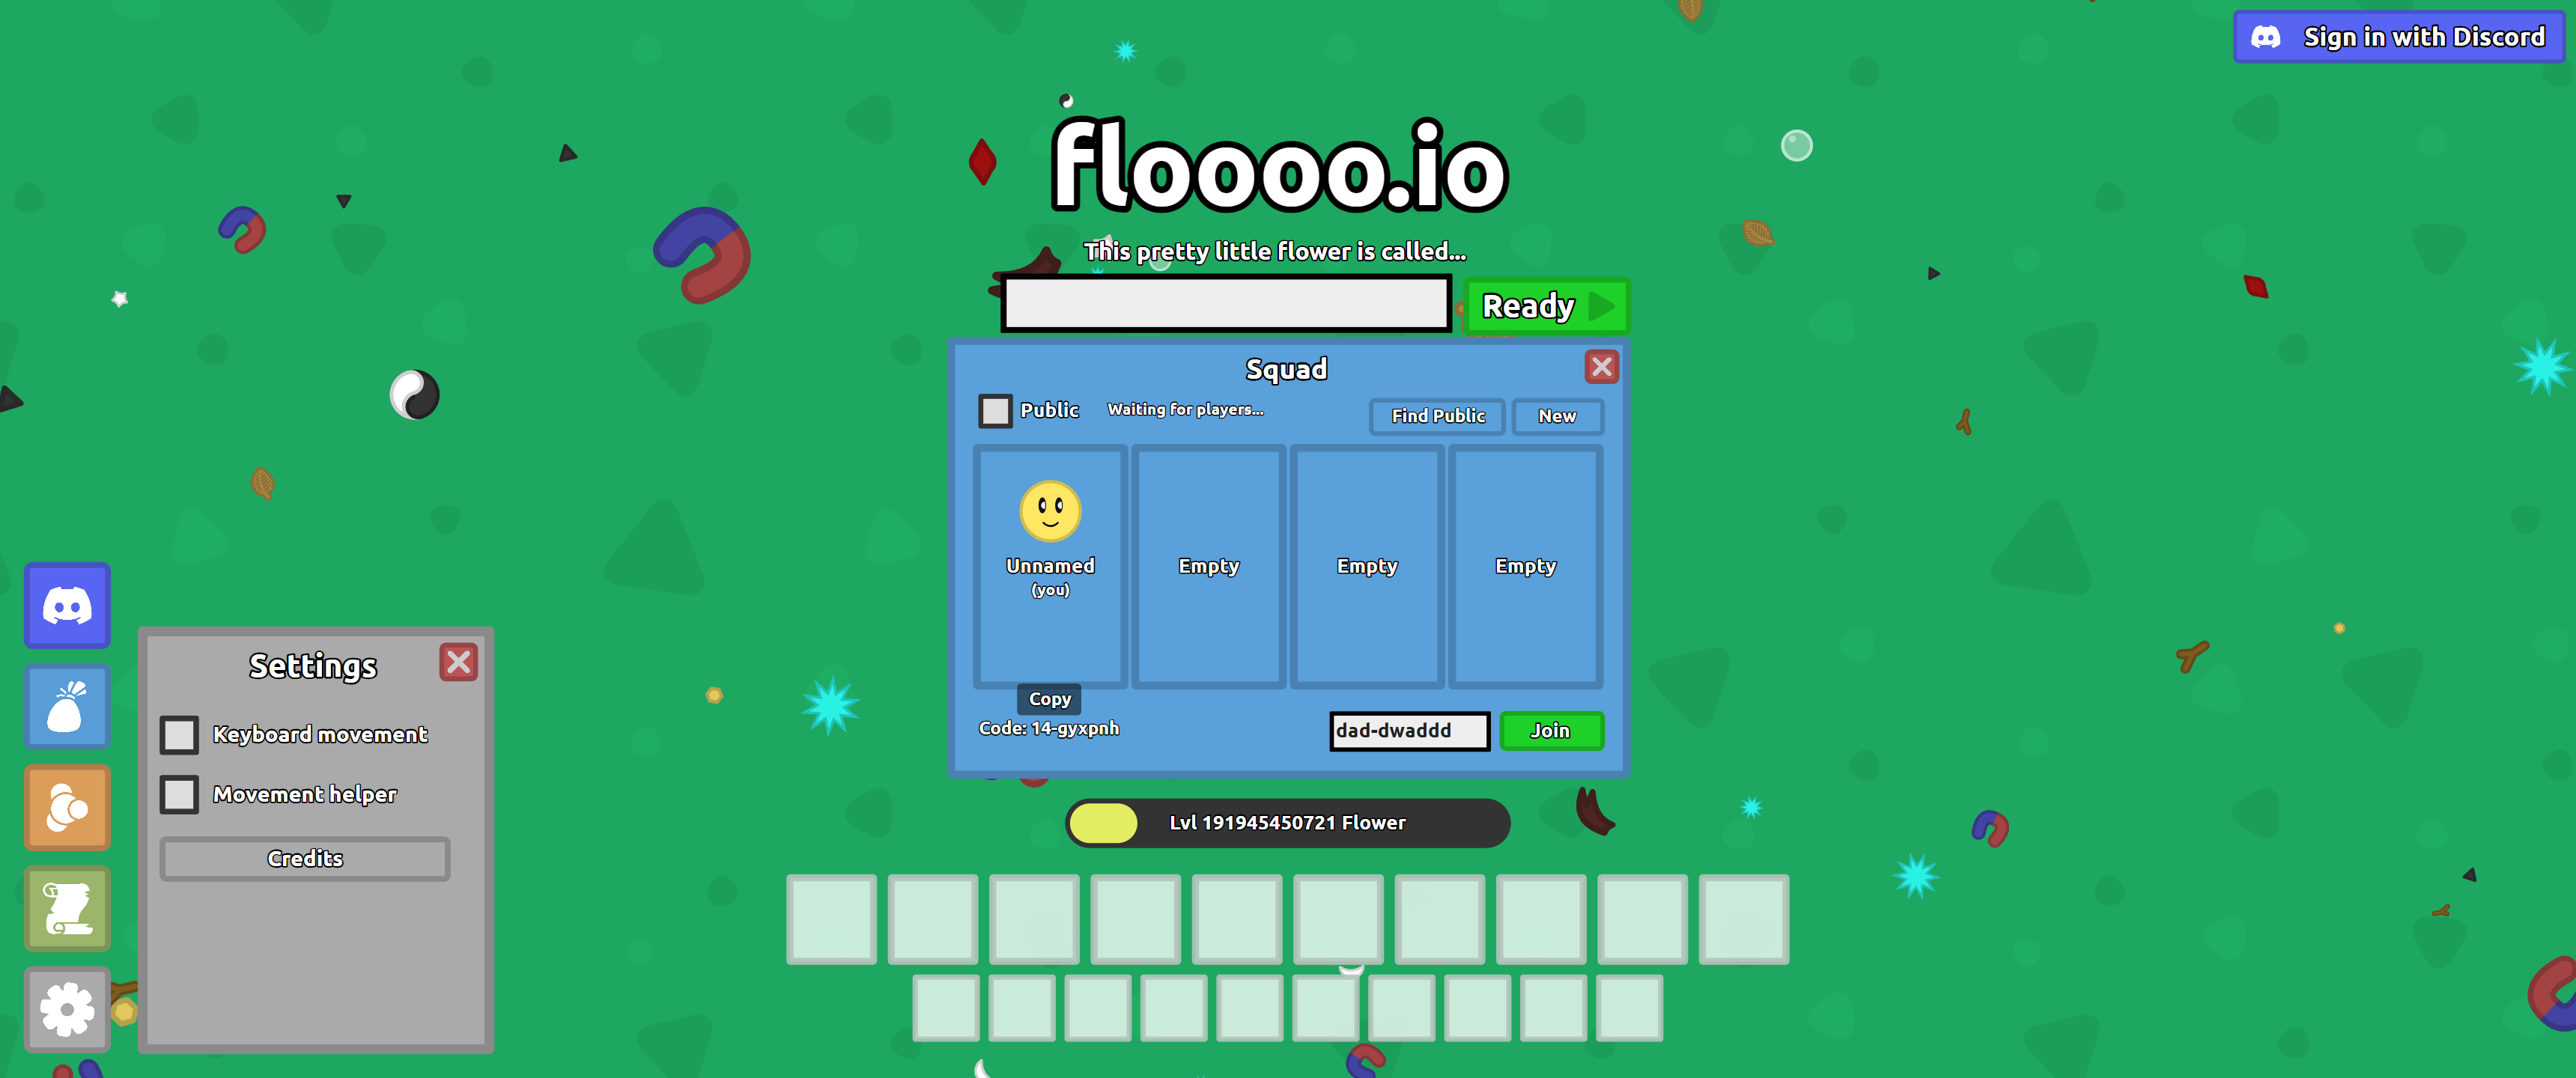 Sign in with Discord
floooo.io
This pretty little flower is called...
Ready
Squad
Public
Waiting for players...
Find Public
New
Unnamed
(you)
Empty
Empty
Empty
Copy
Code: 14-gyxpnh
dad-dwaddd
Join
Settings
Keyboard movement
Movement helper
Credits
Lvl 191945450721 Flower